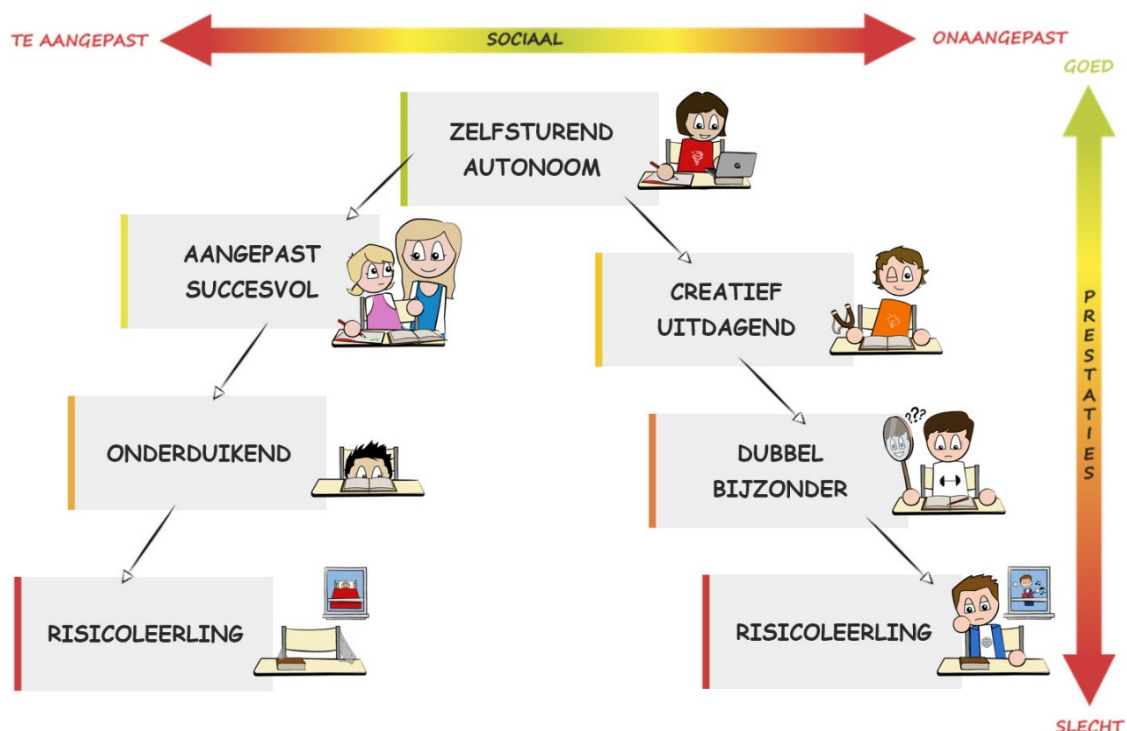 TE AANGEPAST
SOCIAAL
ONAANGEPAST
GOED
ZELFSTUREND
AUTONOOM
AANGEPAST
SUCCESVOL
CREATIEF
UITDAGEND
PRESTATIES
ONDERDUIKEND
???
DUBBEL
BIJZONDER
RISICOLEERLING
RISICOLEERLING
SLECHT